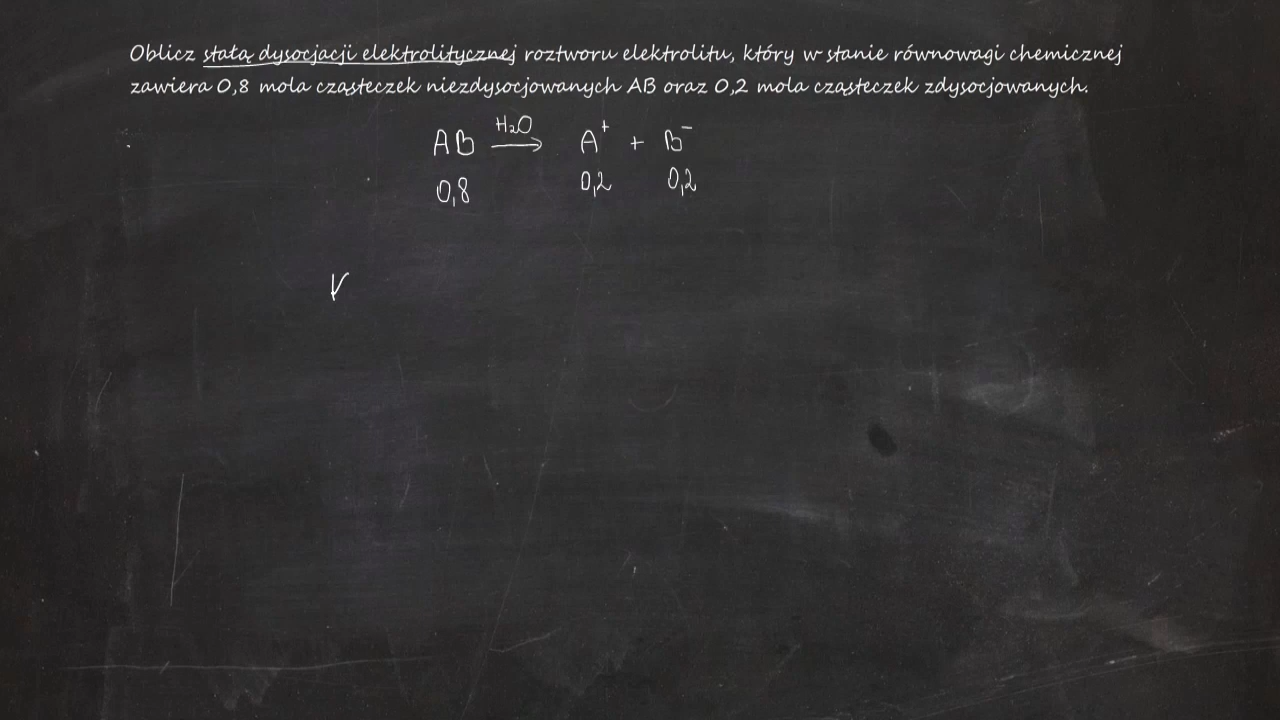 Oblicz stałą dysocjacji elektrolitycznej roztworu elektrolitu, który w stanie równowagi chemicznej
zawiera 0,8 mola cząsteczek niezdysocjowanych AB oraz 0,2 mola cząsteczek zdysocjowanych.
AB \xrightarrow{H₂O} A⁺ + B⁻
0,8 0,2 0,2
K